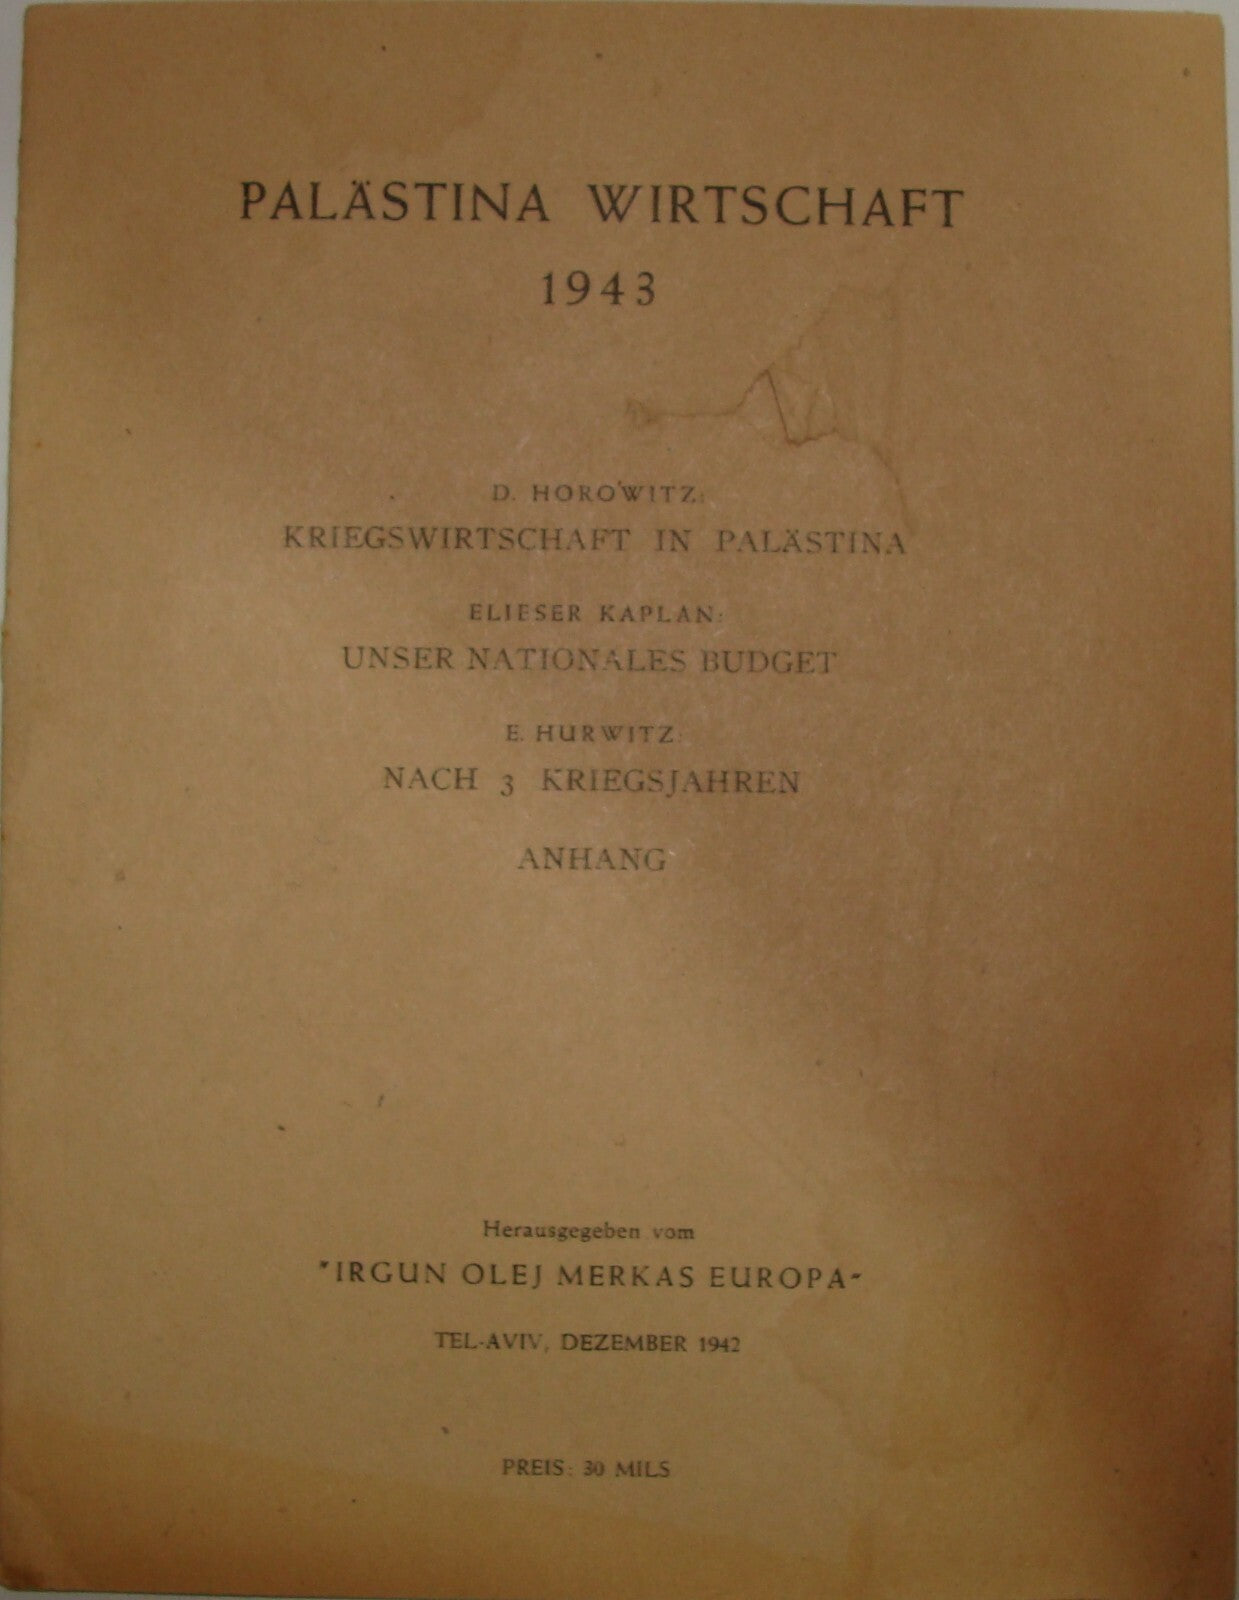 PALÄSTINA WIRTSCHAFT
1943
D. HOROWITZ:
KRIEGSWIRTSCHAFT IN PALÄSTINA
ELIESER KAPLAN:
UNSER NATIONALES BUDGET
E. HURWITZ:
NACH 3 KRIEGSJAHREN
ANHANG
Herausgegeben vom
"IRGUN OLEJ MERKAS EUROPA"
TEL-AVIV, DEZEMBER 1942
PREIS: 30 MILS